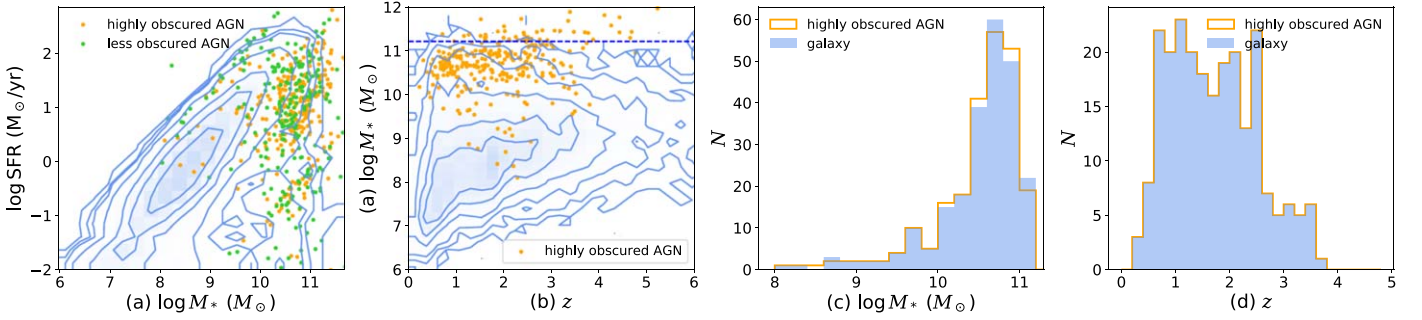 highly obscured AGN
less obscured AGN
log SFR (M⊙/yr)
2
1
0
−1
−2
6 7 8 9 10 11
(a) log M* (M⊙)
(a) log M* (M⊙)
12
11
10
9
8
7
6
highly obscured AGN
0 1 2 3 4 5 6
(b) z
highly obscured AGN
galaxy
N
60
50
40
30
20
10
0
8 9 10 11
(c) log M* (M⊙)
highly obscured AGN
galaxy
N
20
15
10
5
0
0 1 2 3 4 5
(d) z